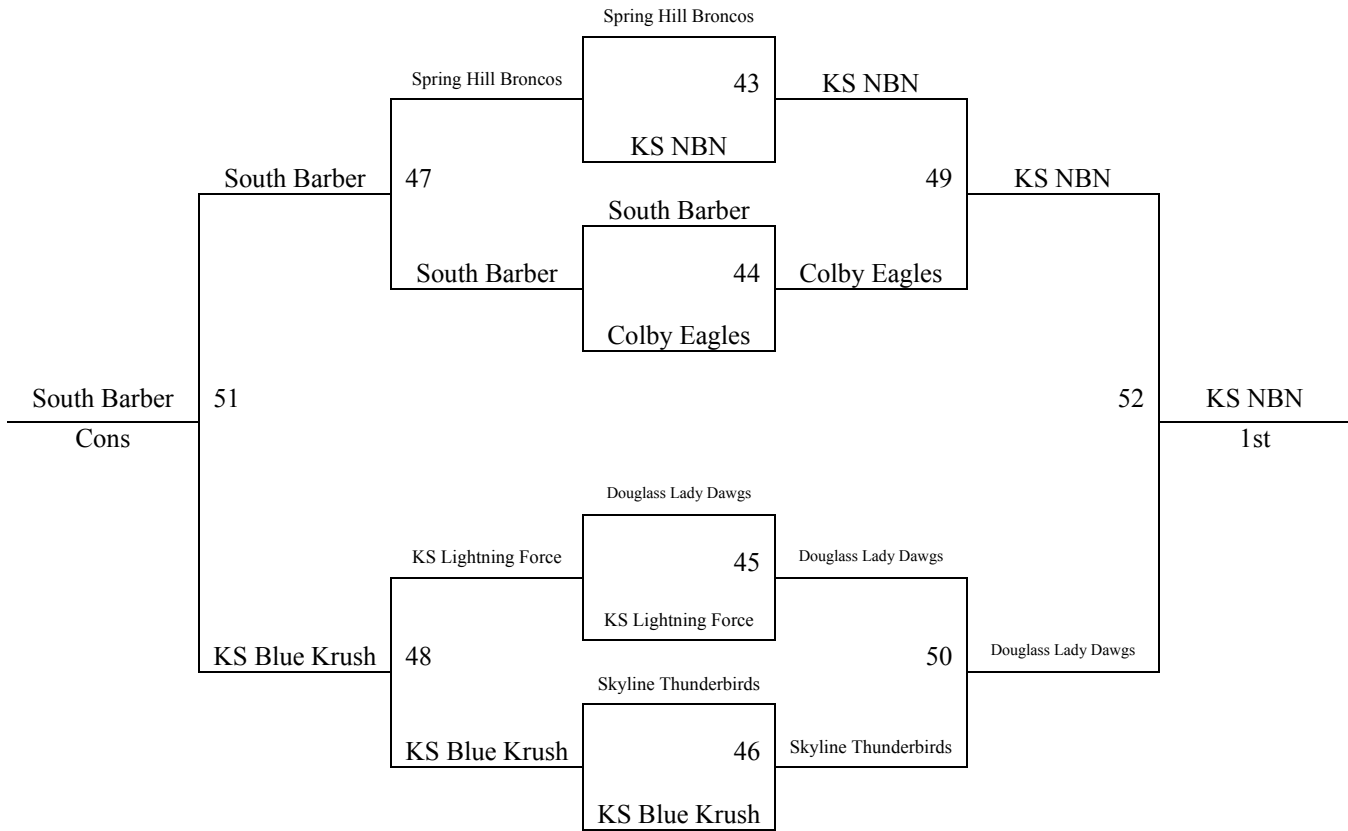 Spring Hill Broncos
Spring Hill Broncos
43
KS NBN
KS NBN
South Barber
47
49
KS NBN
South Barber
South Barber
44
Colby Eagles
Colby Eagles
South Barber
51
52
KS NBN
Cons
1st
Douglass Lady Dawgs
KS Lightning Force
45
Douglass Lady Dawgs
KS Lightning Force
KS Blue Krush
48
50
Douglass Lady Dawgs
Skyline Thunderbirds
KS Blue Krush
46
Skyline Thunderbirds
KS Blue Krush